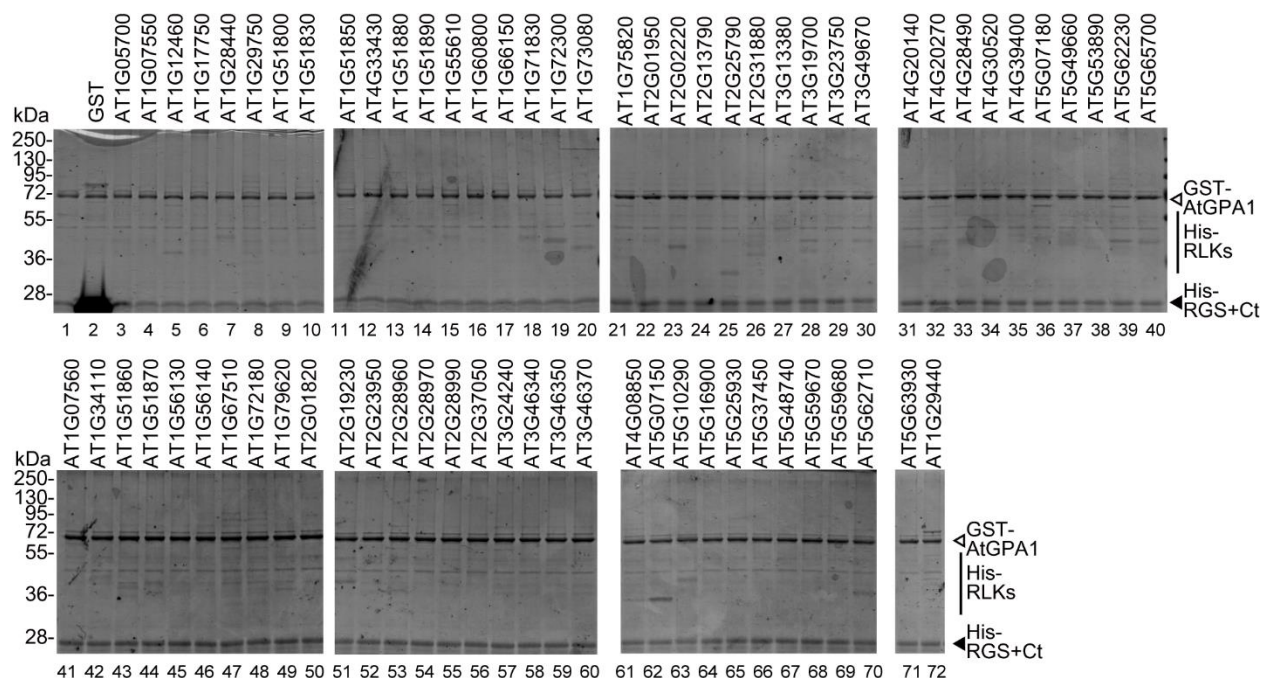 kDa
GST
AT1G05700
AT1G07550
AT1G12460
AT1G17750
AT1G28440
AT1G29750
AT1G51800
AT1G51830
AT1G51850
AT4G33430
AT1G51880
AT1G51890
AT1G55610
AT1G60800
AT1G66150
AT1G71830
AT1G72300
AT1G73080
AT1G75820
AT2G01950
AT2G02220
AT2G13790
AT2G25790
AT2G31880
AT3G13380
AT3G19700
AT3G23750
AT3G49670
AT4G20140
AT4G20270
AT4G28490
AT4G30520
AT4G39400
AT5G07180
AT5G49660
AT5G53890
AT5G62230
AT5G65700
250-
130-
95-
72-
55-
36-
28-
GST-
AtGPA1
His-
RLKs
His-
RGS+Ct
1 2 3 4 5 6 7 8 9 10 11 12 13 14 15 16 17 18 19 20 21 22 23 24 25 26 27 28 29 30 31 32 33 34 35 36 37 38 39 40
kDa
AT1G07560
AT1G34110
AT1G51860
AT1G51870
AT1G56130
AT1G56140
AT1G67510
AT1G72180
AT1G79620
AT2G01820
AT2G19230
AT2G23950
AT2G28960
AT2G28970
AT2G28990
AT2G37050
AT3G24240
AT3G46340
AT3G46350
AT3G46370
AT4G08850
AT5G07150
AT5G10290
AT5G16900
AT5G25930
AT5G37450
AT5G48740
AT5G59670
AT5G59680
AT5G62710
AT5G63930
AT1G29440
250-
130-
95-
72-
55-
36-
28-
GST-
AtGPA1
His-
RLKs
His-
RGS+Ct
41 42 43 44 45 46 47 48 49 50 51 52 53 54 55 56 57 58 59 60 61 62 63 64 65 66 67 68 69 70 71 72